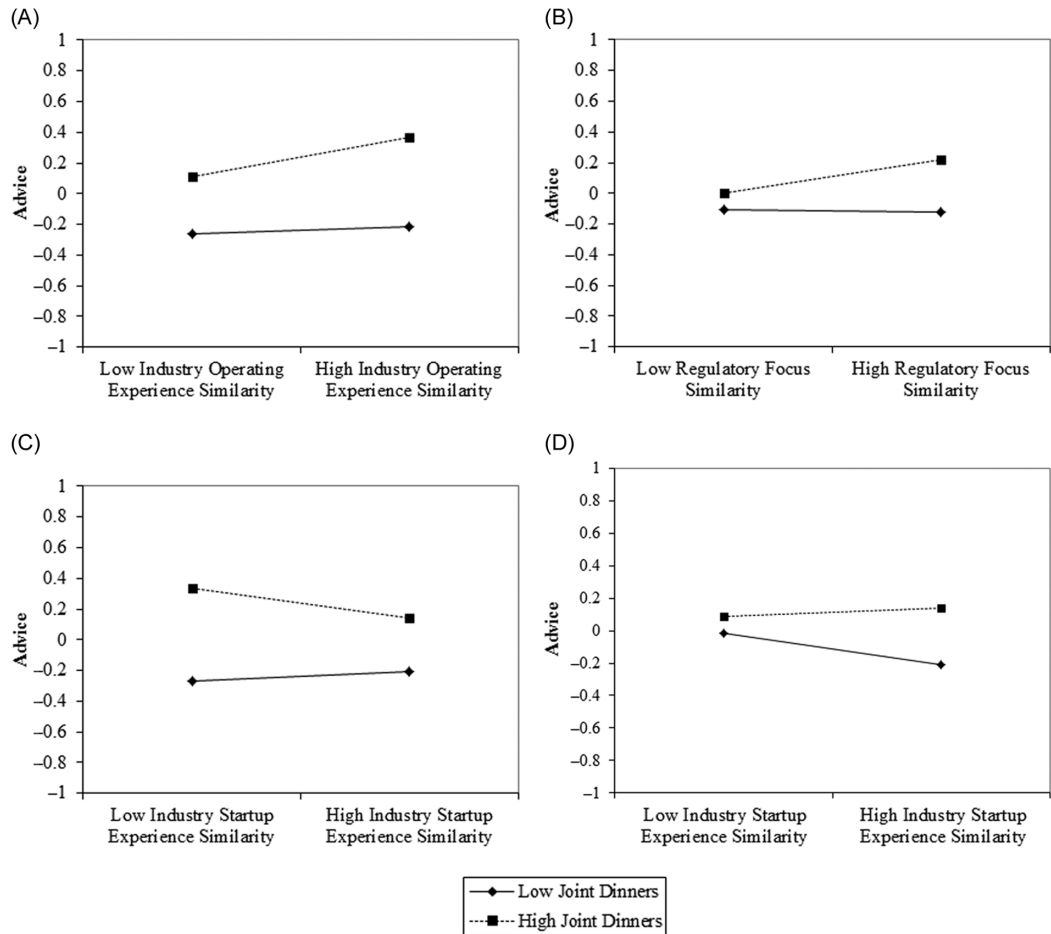 (A)
1
0.8
0.6
0.4
0.2
0
−0.2
−0.4
−0.6
−0.8
−1
Advice
Low Industry Operating
Experience Similarity
High Industry Operating
Experience Similarity
(B)
1
0.8
0.6
0.4
0.2
0
−0.2
−0.4
−0.6
−0.8
−1
Advice
Low Regulatory Focus
Similarity
High Regulatory Focus
Similarity
(C)
1
0.8
0.6
0.4
0.2
0
−0.2
−0.4
−0.6
−0.8
−1
Advice
Low Industry Startup
Experience Similarity
High Industry Startup
Experience Similarity
(D)
1
0.8
0.6
0.4
0.2
0
−0.2
−0.4
−0.6
−0.8
−1
Advice
Low Industry Startup
Experience Similarity
High Industry Startup
Experience Similarity
Low Joint Dinners
High Joint Dinners